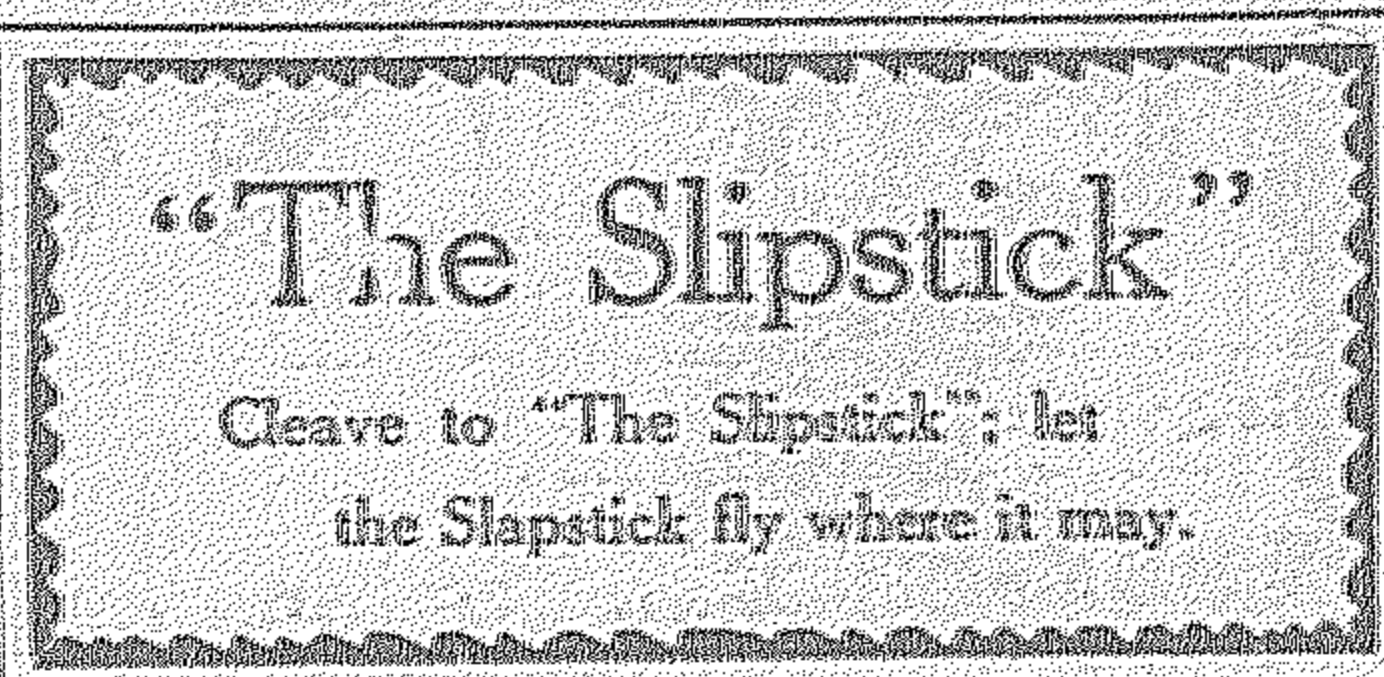 “The Slipstick”
Cleave to “The Slipstick”; let
the Slapstick fly where it may.